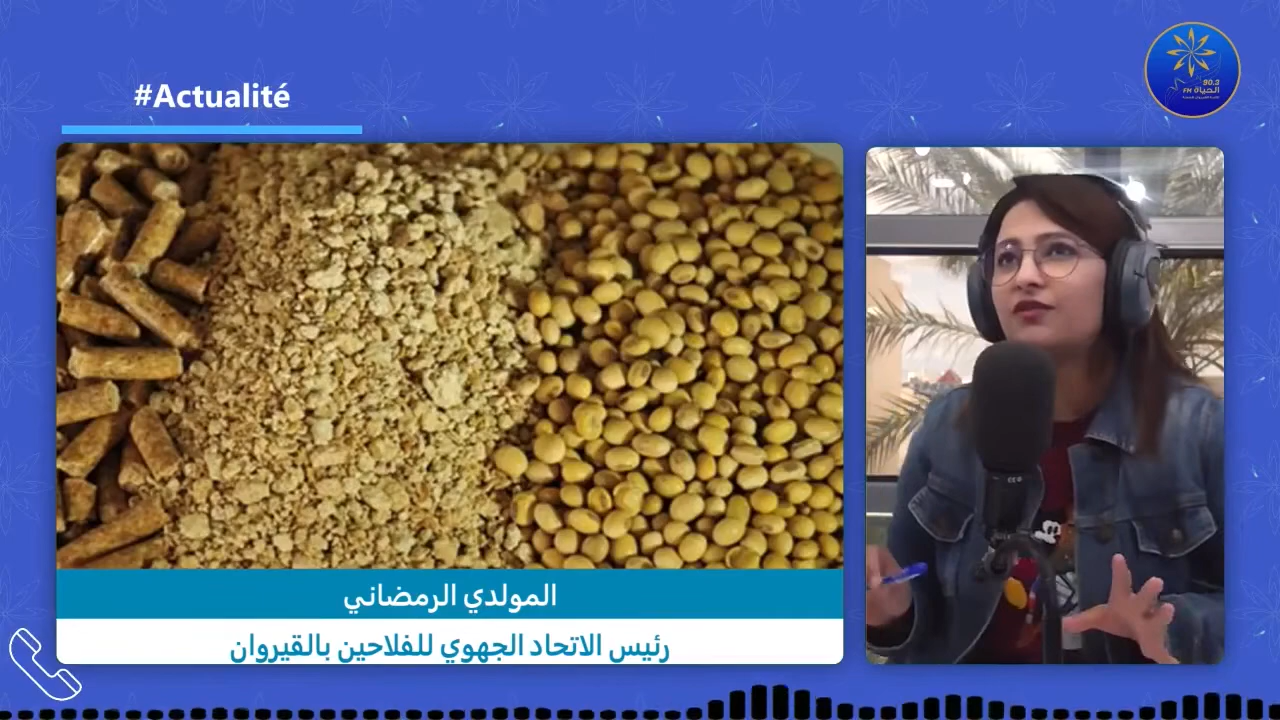 #Actualité
90.3
الحياة FM
المولدي الرمضاني
رئيس الاتحاد الجهوي للفلاحين بالقيروان